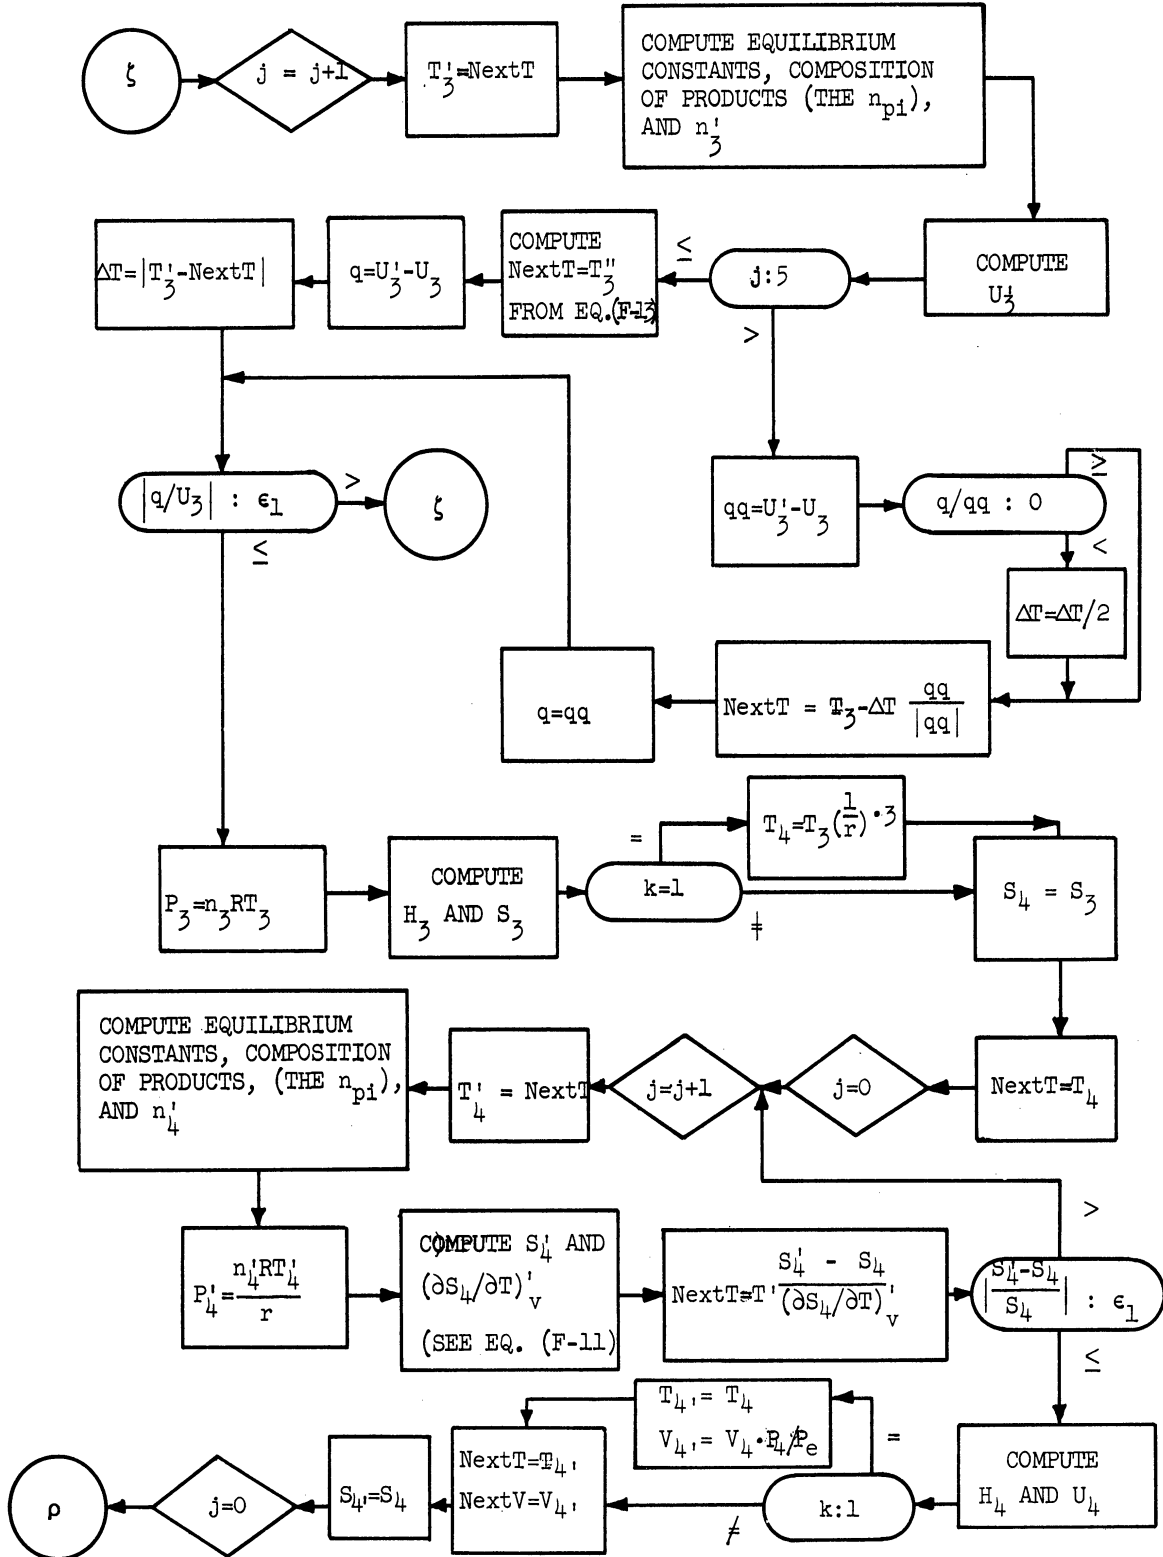 ζ
j = j+1
T'3=NextT
COMPUTE EQUILIBRIUM
CONSTANTS, COMPOSITION
OF PRODUCTS (THE npi),
AND n'3
COMPUTE
U'3
j:5
≤
>
COMPUTE
NextT=T"3
FROM EQ.(F-13)
q=U'3-U3
ΔT=|T'3-NextT|
|q/U3| : ϵ1
>
≤
ζ
qq=U'3-U3
q/qq : 0
≥
<
ΔT=ΔT/2
NextT = T3-ΔT qq/|qq|
q=qq
P3=n3RT3
COMPUTE
H3 AND S3
k=1
=
≠
T4=T3(1/r)·3
S4 = S3
NextT=T4
j=0
j=j+1
T'4 = NextT
COMPUTE EQUILIBRIUM
CONSTANTS, COMPOSITION
OF PRODUCTS, (THE npi),
AND n'4
P'4=n'4RT'4/r
COMPUTE S'4 AND
(∂S4/∂T)'v
(SEE EQ. (F-11)
NextT=T' S'4 - S4/(∂S4/∂T)'v
|S'4-S4/S4| : ϵ1
>
≤
COMPUTE
H4 AND U4
k:1
=
≠
T4'= T4
V4'= V4·P4/Pe
NextT=T4'
NextV=V4'
S4'=S4
j=0
ρ